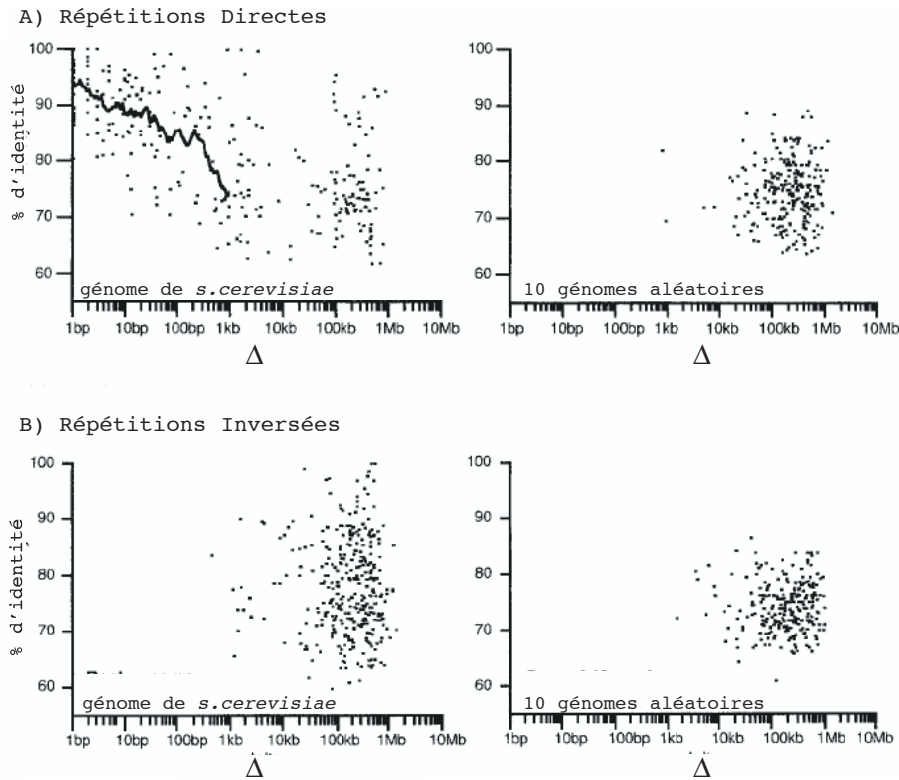 A) Répétitions Directes
% d'identité
100
90
80
70
60
génome de s.cerevisiae
1bp 10bp 100bp 1kb 10kb 100kb 1Mb 10Mb
Δ
100
90
80
70
60
10 génomes aléatoires
1bp 10bp 100bp 1kb 10kb 100kb 1Mb 10Mb
Δ
B) Répétitions Inversées
% d'identité
100
90
80
70
60
génome de s.cerevisiae
1bp 10bp 100bp 1kb 10kb 100kb 1Mb 10Mb
Δ
100
90
80
70
60
10 génomes aléatoires
1bp 10bp 100bp 1kb 10kb 100kb 1Mb 10Mb
Δ